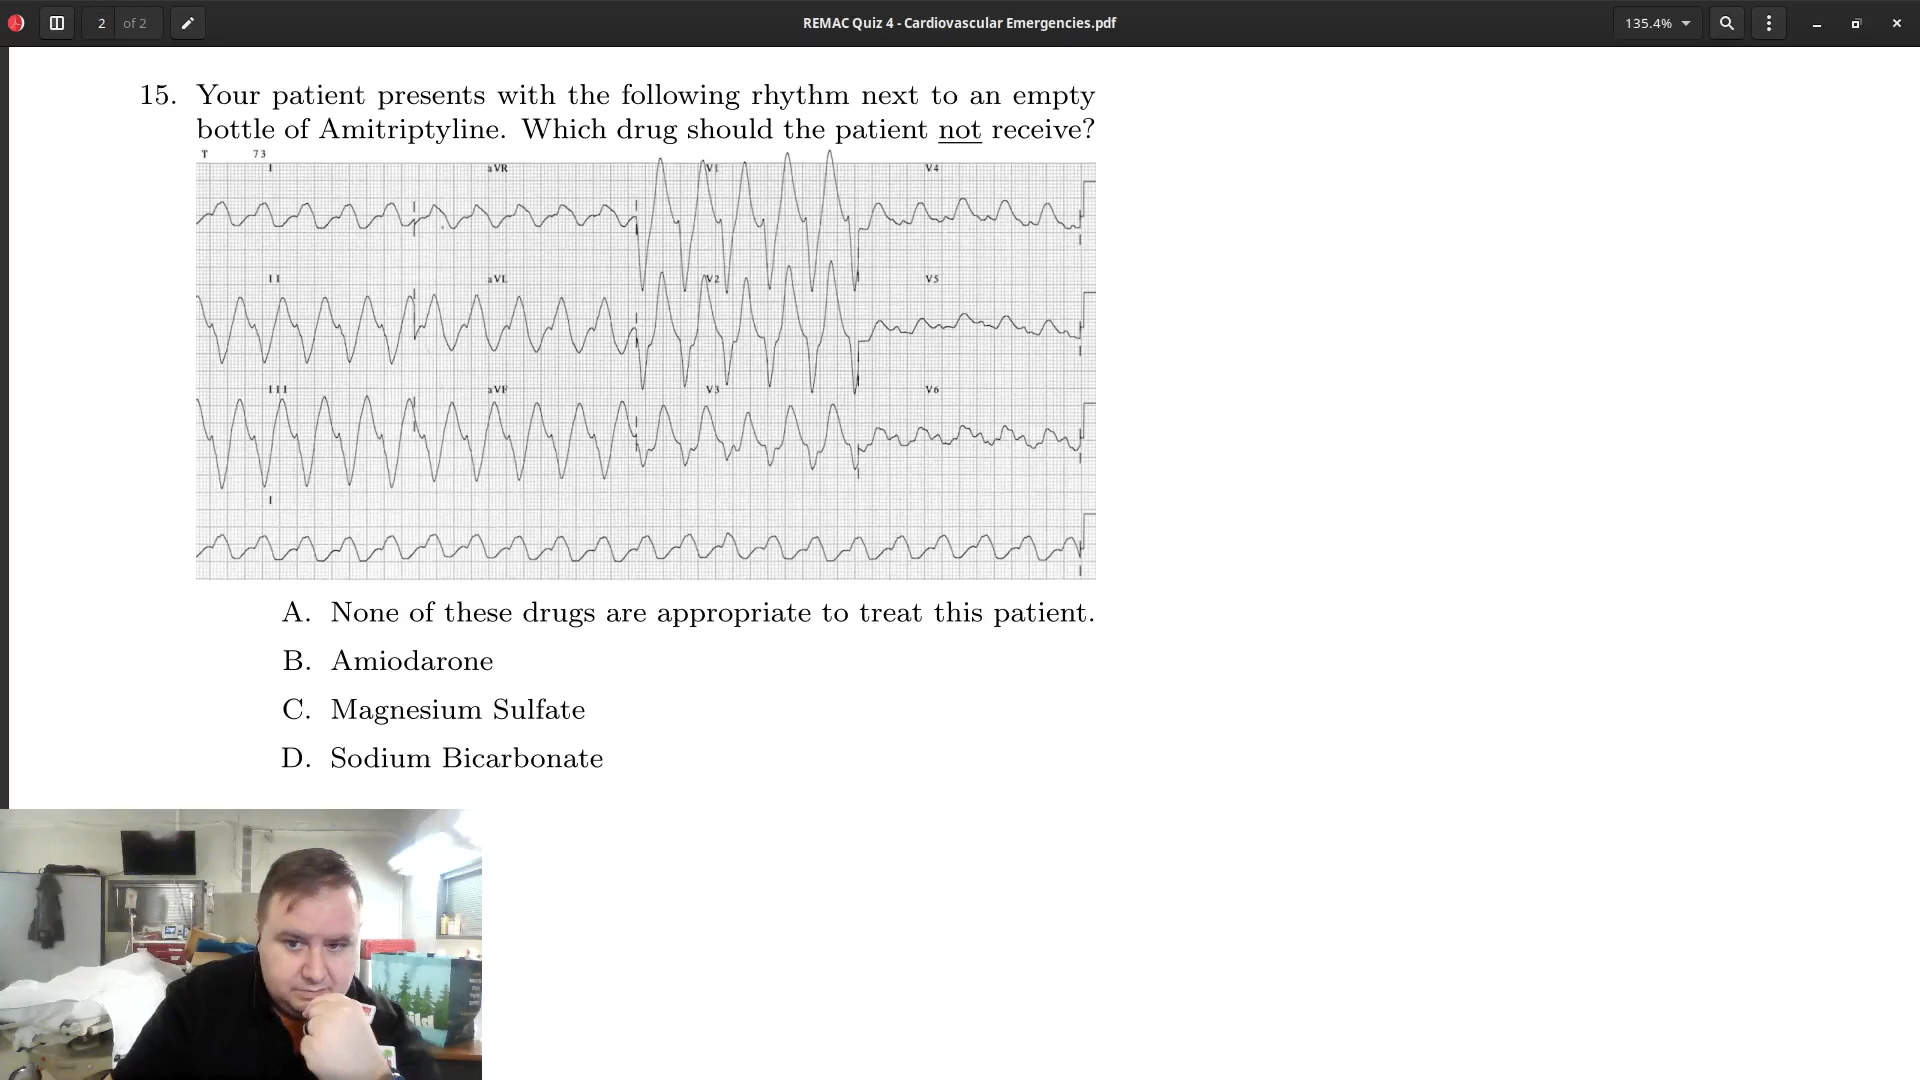 2 of 2
REMAC Quiz 4 - Cardiovascular Emergencies.pdf
135.4%
15. Your patient presents with the following rhythm next to an empty
bottle of Amitriptyline. Which drug should the patient not receive?
T 73
I aVR V1 V4
II aVL V2 V5
III aVF V3 V6
I
A. None of these drugs are appropriate to treat this patient.
B. Amiodarone
C. Magnesium Sulfate
D. Sodium Bicarbonate